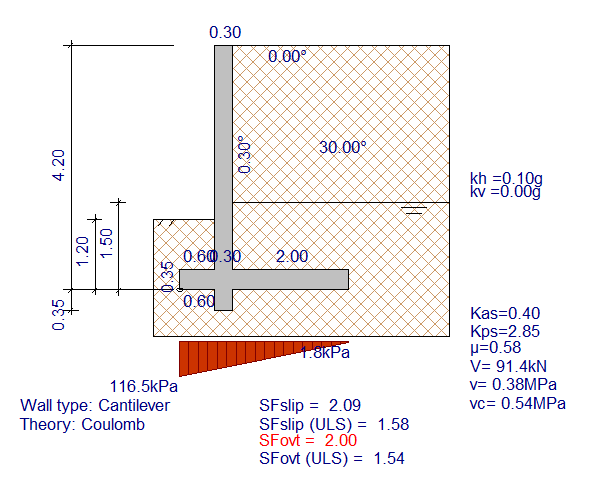 0.30
0.00°
4.20
0.30°
30.00°
kh =0.10g
kv =0.00g
1.20
1.50
0.60
0.30
2.00
0.35
0.60
0.35
Kas=0.40
Kps=2.85
µ=0.58
V= 91.4kN
v= 0.38MPa
vc= 0.54MPa
1.8kPa
116.5kPa
Wall type: Cantilever
Theory: Coulomb
SFslip = 2.09
SFslip (ULS) = 1.58
SFovt = 2.00
SFovt (ULS) = 1.54